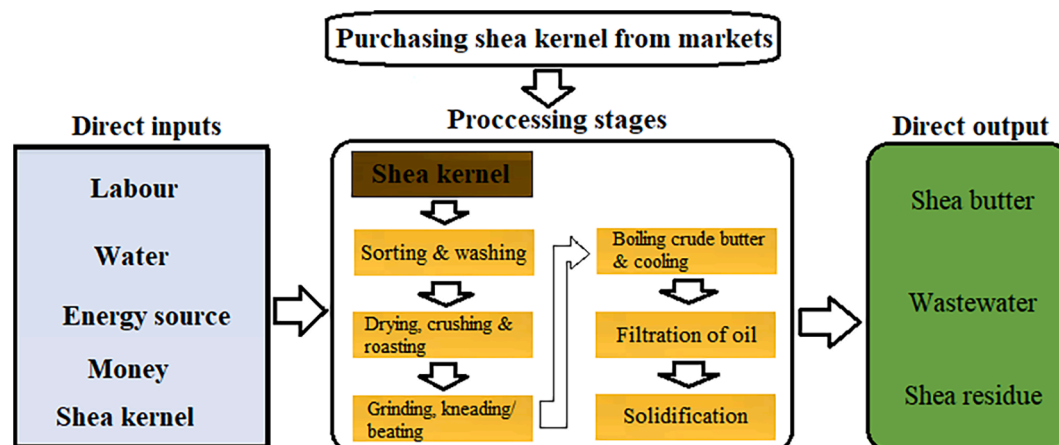 Purchasing shea kernel from markets
Direct inputs
Labour
Water
Energy source
Money
Shea kernel
Proccessing stages
Shea kernel
Sorting & washing
Drying, crushing &
roasting
Grinding, kneading/
beating
Boiling crude butter
& cooling
Filtration of oil
Solidification
Direct output
Shea butter
Wastewater
Shea residue